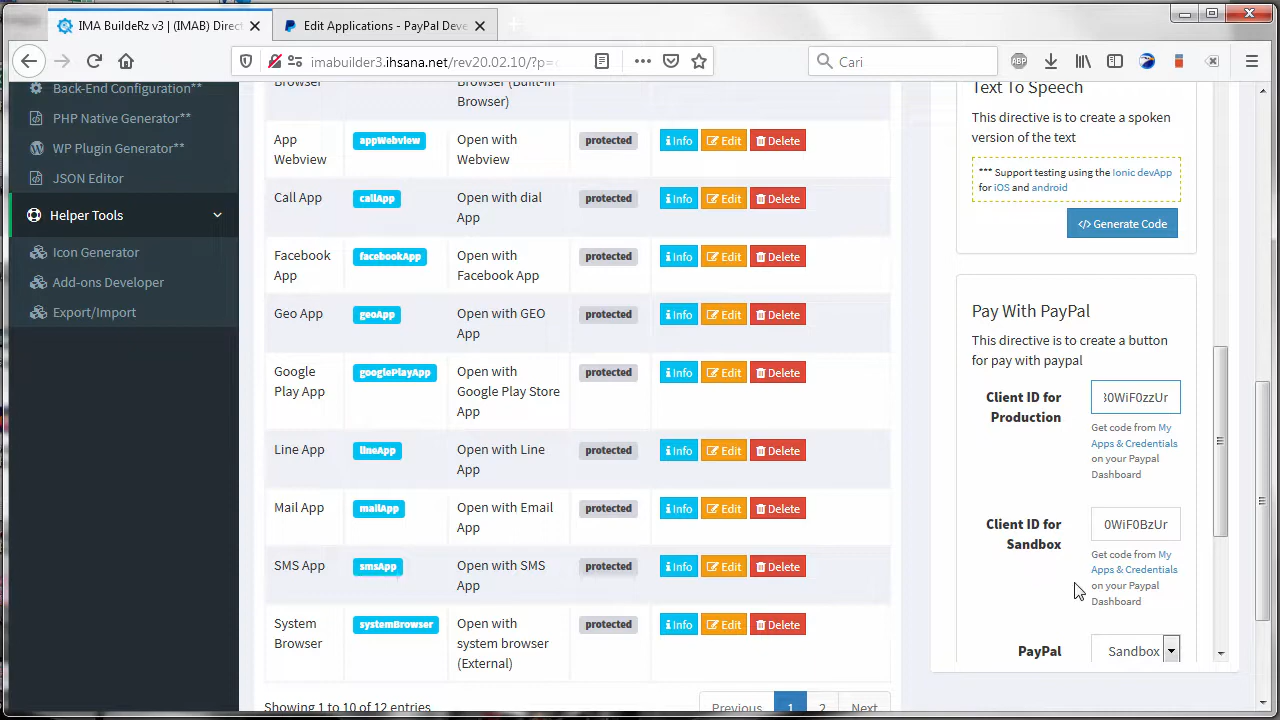 IMA BuildeRz v3 | (IMAB) Direct
Edit Applications - PayPal Deve
imabuilder3.ihsana.net/rev20.02.10/?p=
Cari
ABP
Back-End Configuration**
PHP Native Generator**
WP Plugin Generator**
JSON Editor
Helper Tools
Icon Generator
Add-ons Developer
Export/Import
Browser
Browser (Built-in
Browser)
App
Webview
appWebview
Open with
Webview
protected
Info
Edit
Delete
Call App
callApp
Open with dial
App
protected
Info
Edit
Delete
Facebook
App
facebookApp
Open with
Facebook App
protected
Info
Edit
Delete
Geo App
geoApp
Open with GEO
App
protected
Info
Edit
Delete
Google
Play App
googlePlayApp
Open with
Google Play Store
App
protected
Info
Edit
Delete
Line App
lineApp
Open with Line
App
protected
Info
Edit
Delete
Mail App
mailApp
Open with Email
App
protected
Info
Edit
Delete
SMS App
smsApp
Open with SMS
App
protected
Info
Edit
Delete
System
Browser
systemBrowser
Open with
system browser
(External)
protected
Info
Edit
Delete
Showing 1 to 10 of 12 entries
Previous
1
2
Next
Text To Speech
This directive is to create a spoken
version of the text
*** Support testing using the Ionic devApp
for iOS and android
</> Generate Code
Pay With PayPal
This directive is to create a button
for pay with paypal
Client ID for
Production
0WiF0zzUr
Get code from My
Apps & Credentials
on your Paypal
Dashboard
Client ID for
Sandbox
0WiF0BzUr
Get code from My
Apps & Credentials
on your Paypal
Dashboard
PayPal
Sandbox